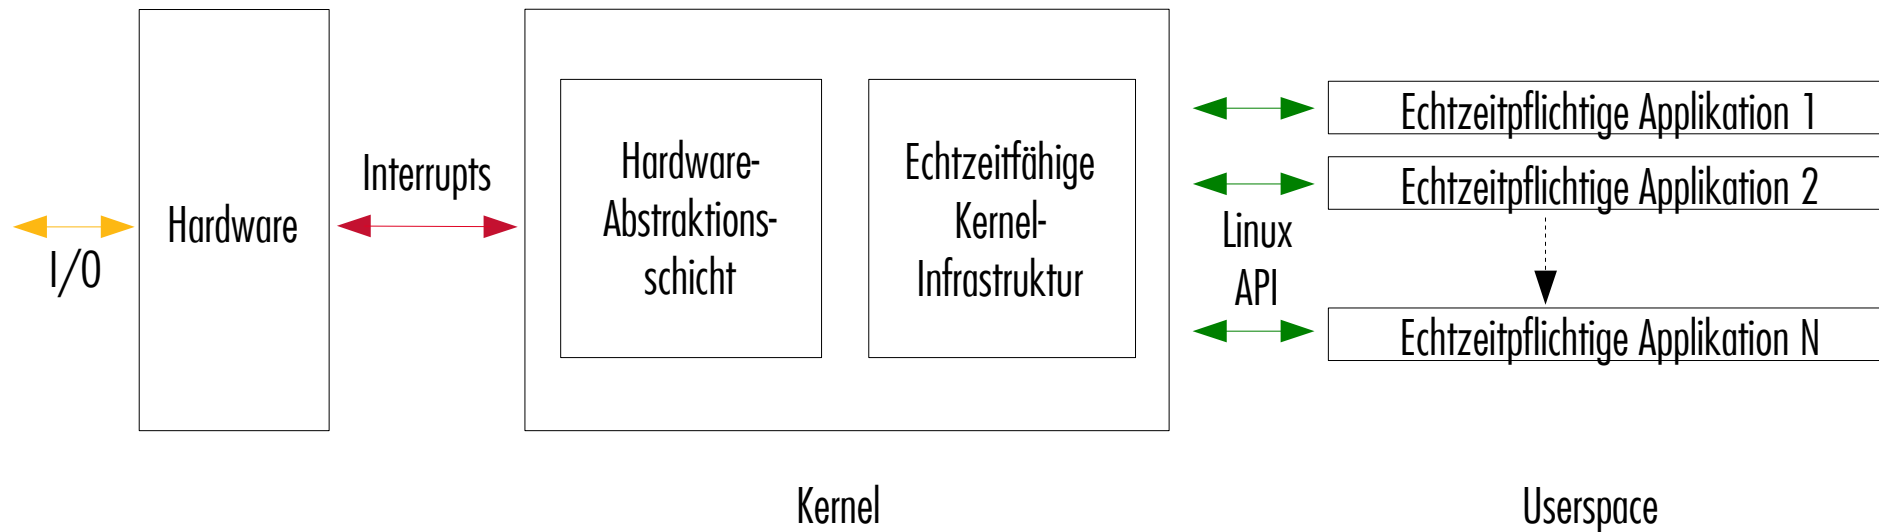 I/O
Hardware
Interrupts
Hardware-
Abstraktions-
schicht
Echtzeitfähige
Kernel-
Infrastruktur
Linux
API
Echtzeitpflichtige Applikation 1
Echtzeitpflichtige Applikation 2
Echtzeitpflichtige Applikation N
Kernel
Userspace